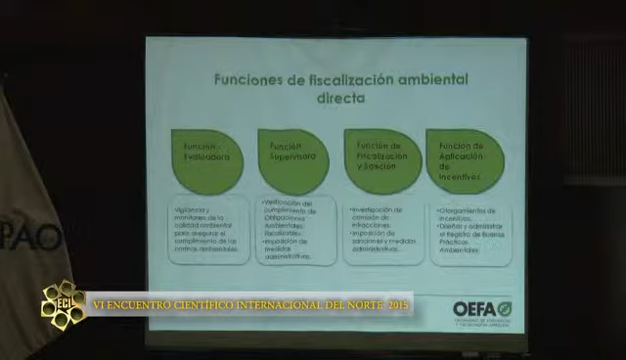 Funciones de fiscalización ambiental
directa
Función
Evaluadora
Función
Supervisora
Función de
Fiscalización
y Sanción
Función de
Aplicación
de
Incentivos
Vigilancia y
monitoreo de la
calidad ambiental
para asegurar el
cumplimiento de las
normas ambientales
•Verificación del
cumplimiento de
Obligaciones
Ambientales
Fiscalizables
•Imposición de
medidas
administrativas
•Investigación de
comisión de
infracciones.
•Imposición de
sanciones y medidas
administrativas
•Otorgamientos de
incentivos.
•Diseñar y administrar
el Registro de Buenas
Prácticas
Ambientales
PAO
ECI
VI ENCUENTRO CIENTÍFICO INTERNACIONAL DEL NORTE 2015
OEFA